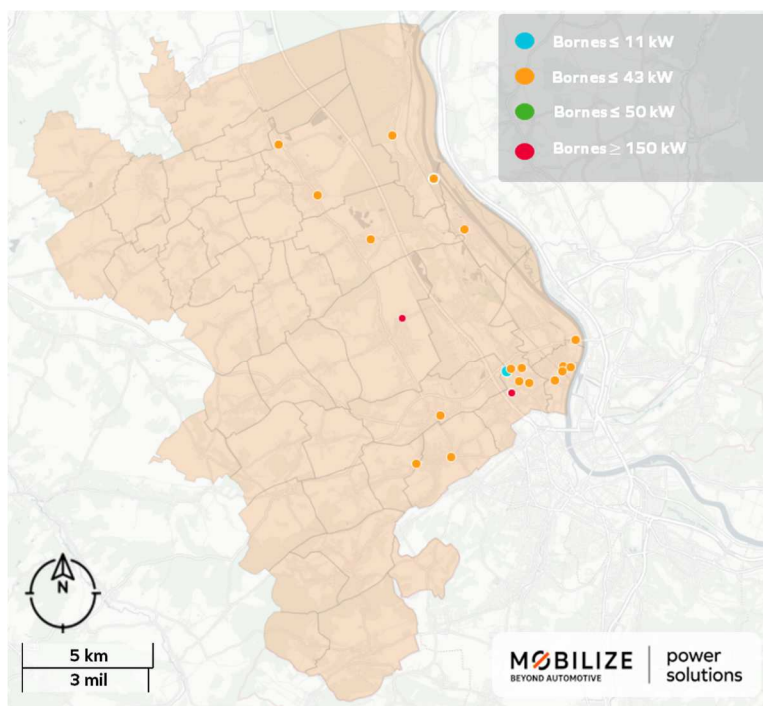 Bornes ≤ 11 kW
Bornes ≤ 43 kW
Bornes ≤ 50 kW
Bornes ≥ 150 kW
N
5 km
3 mil
MOBILIZE
BEYOND AUTOMOTIVE
power
solutions